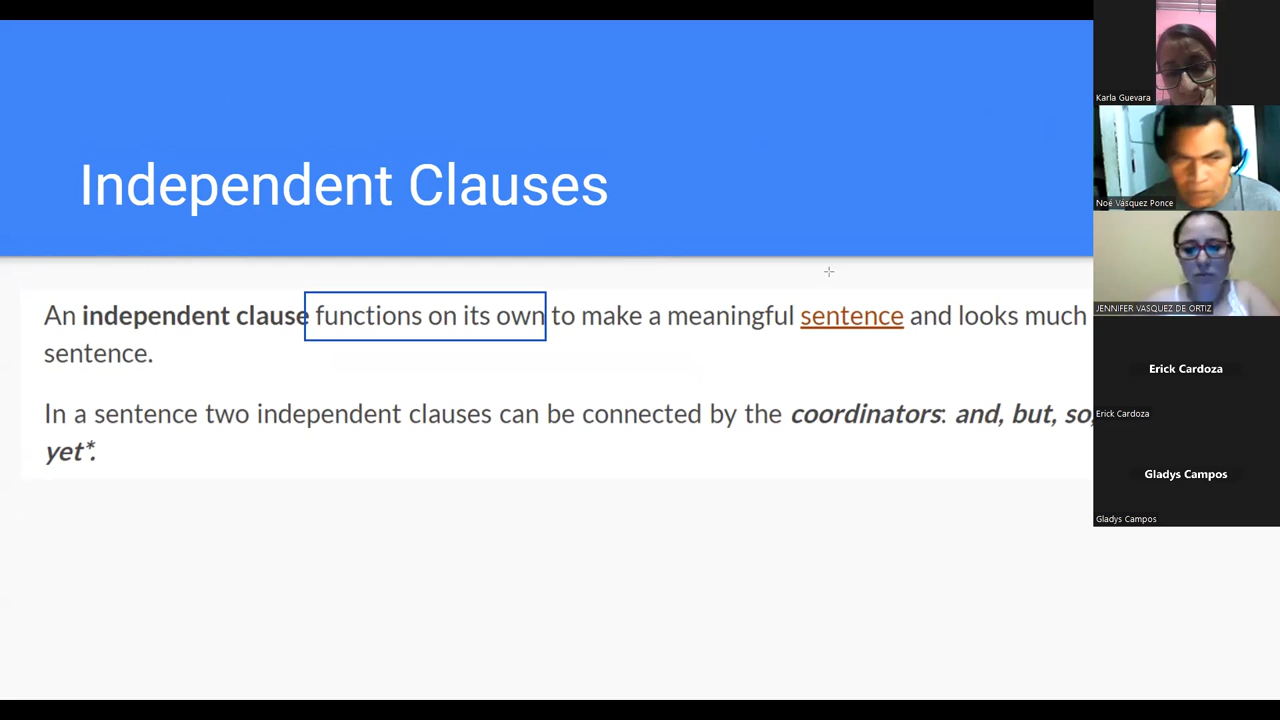 Independent Clauses
An independent clause functions on its own to make a meaningful sentence and looks much
sentence.
In a sentence two independent clauses can be connected by the coordinators: and, but, so,
yet*.
Karla Guevara
Noé Vásquez Ponce
JENNIFER VASQUEZ DE ORTIZ
Erick Cardoza
Erick Cardoza
Gladys Campos
Gladys Campos